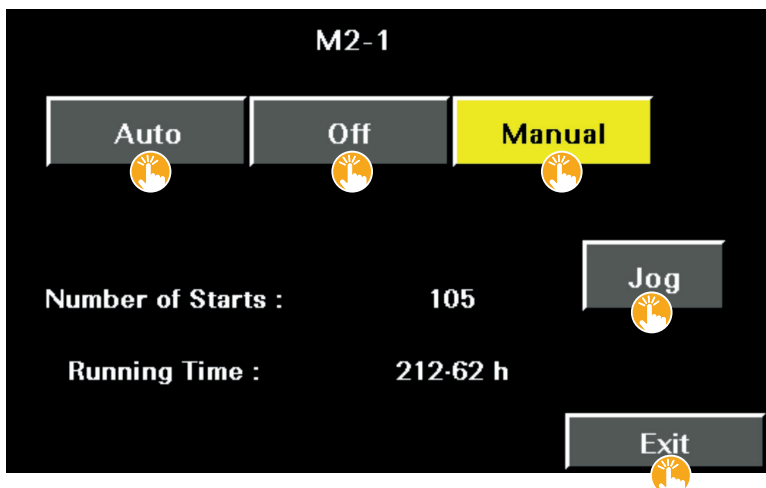 M2-1
Auto Off Manual
Jog
Number of Starts : 105
Running Time : 212·62 h
Exit